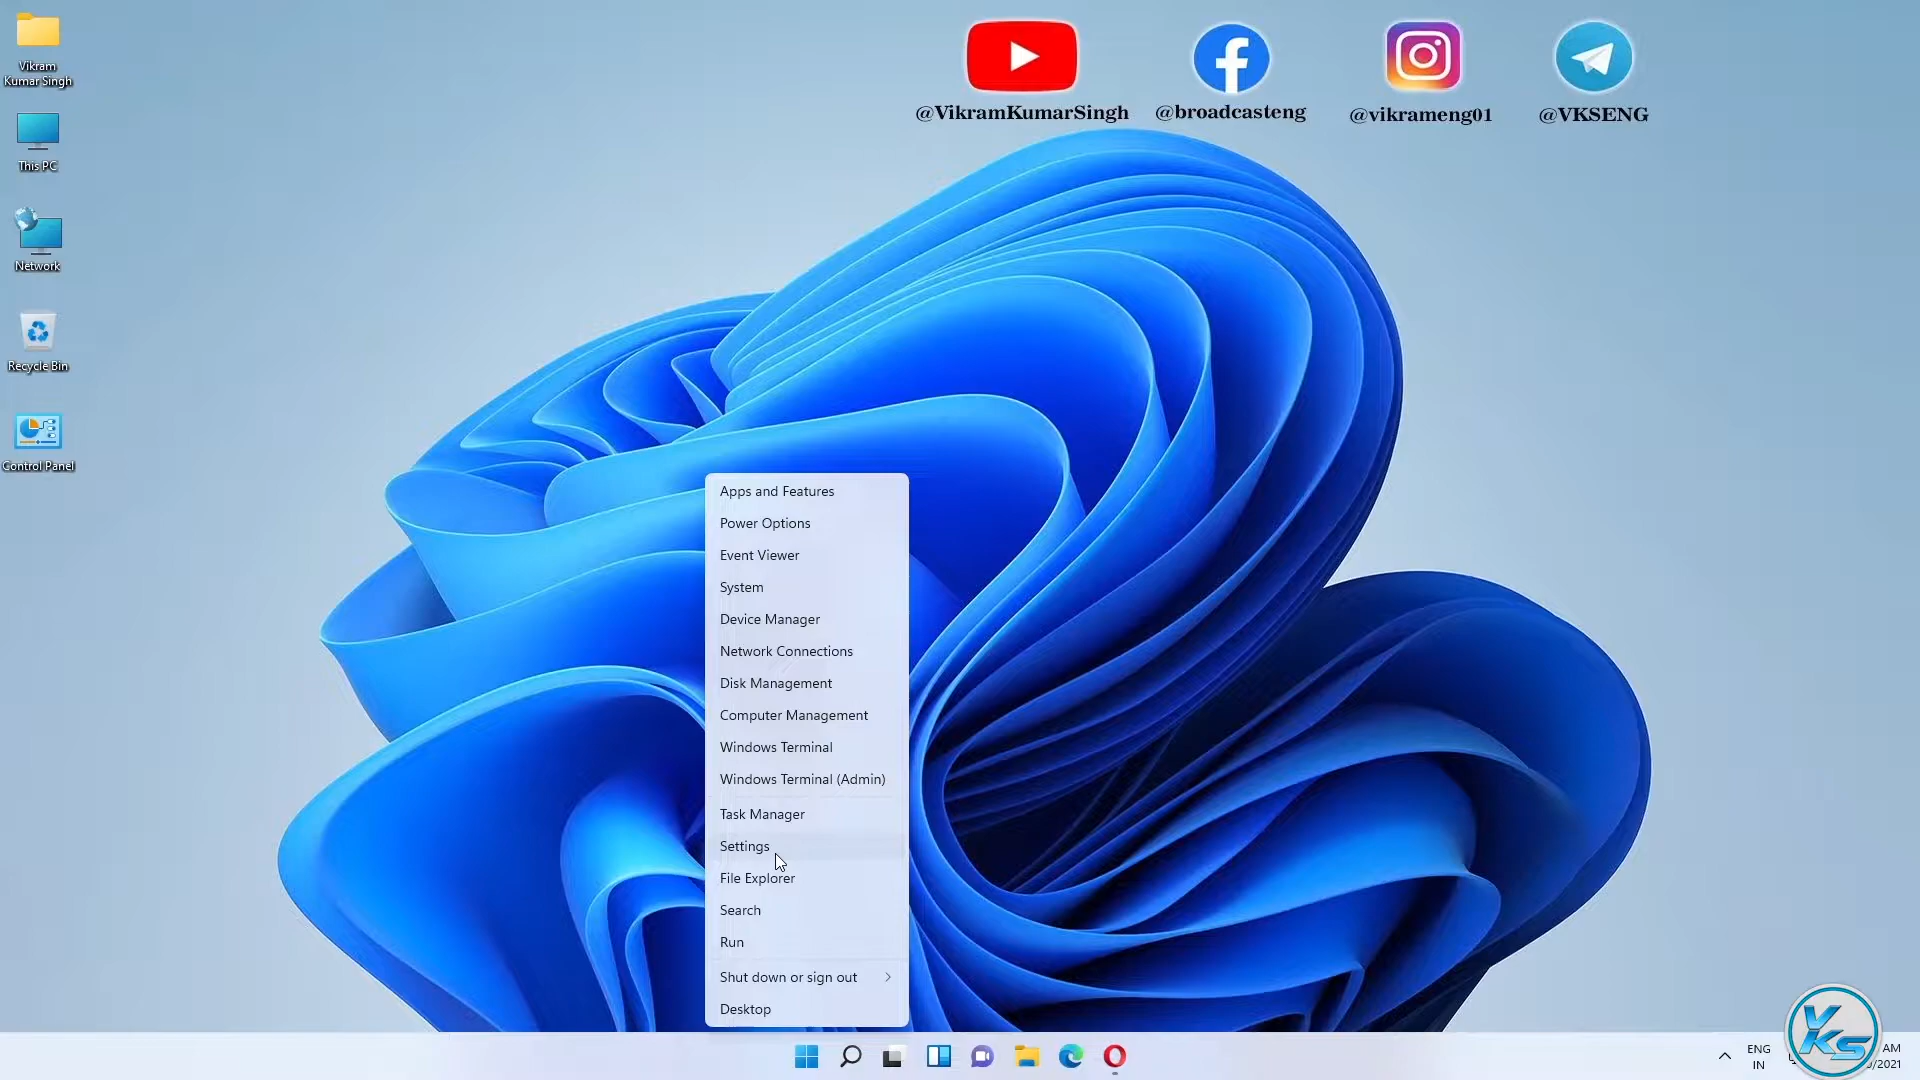 Vikram
Kumar Singh
This PC
Network
Recycle Bin
Control Panel
@VikramKumarSingh
@broadcasteng
@vikrameng01
@VKSENG
Apps and Features
Power Options
Event Viewer
System
Device Manager
Network Connections
Disk Management
Computer Management
Windows Terminal
Windows Terminal (Admin)
Task Manager
Settings
File Explorer
Search
Run
Shut down or sign out
Desktop
ENG
IN
VKS
AM
/2021